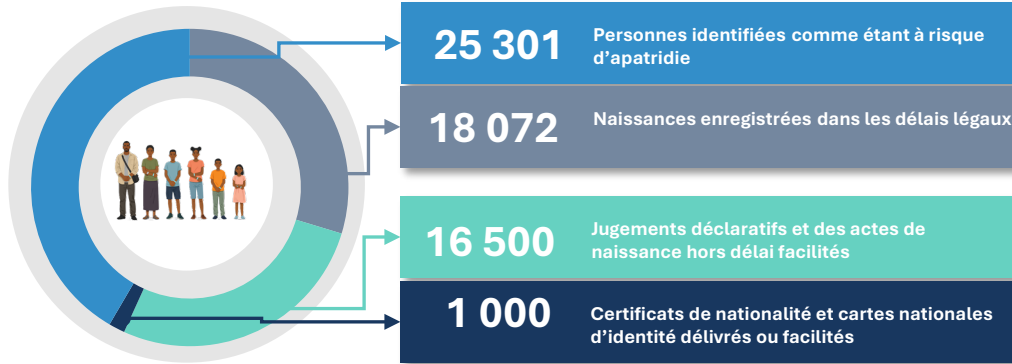 25 301
Personnes identifiées comme étant à risque
d’apatridie
18 072
Naissances enregistrées dans les délais légaux
16 500
Jugements déclaratifs et des actes de
naissance hors délai facilités
1 000
Certificats de nationalité et cartes nationales
d’identité délivrés ou facilités